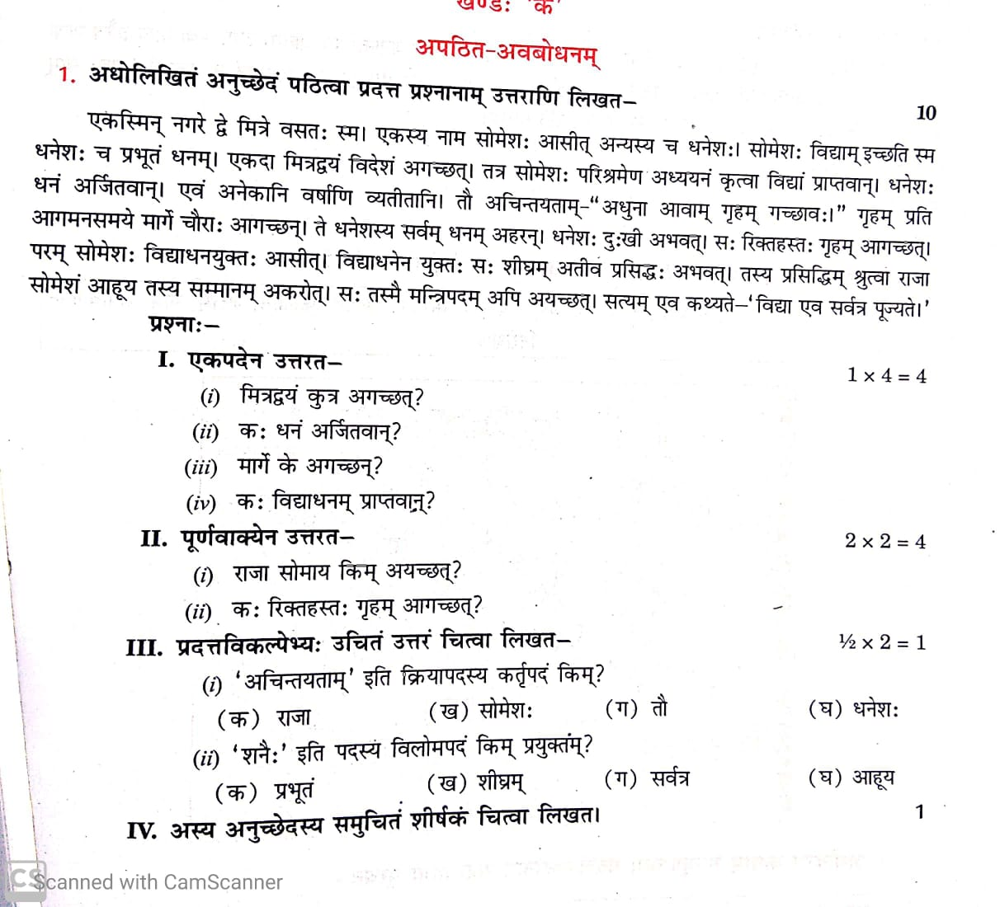 खण्डः 'क'
अपठित-अवबोधनम्
1. अधोलिखितं अनुच्छेदं पठित्वा प्रदत्त प्रश्नानाम् उत्तराणि लिखत– 10
एकस्मिन् नगरे द्वे मित्रे वसतः स्म। एकस्य नाम सोमेशः आसीत् अन्यस्य च धनेशः। सोमेशः विद्याम् इच्छति स्म
धनेशः च प्रभूतं धनम्। एकदा मित्रद्वयं विदेशं अगच्छत्। तत्र सोमेशः परिश्रमेण अध्ययनं कृत्वा विद्यां प्राप्तवान्। धनेशः
धनं अर्जितवान्। एवं अनेकानि वर्षाणि व्यतीतानि। तौ अचिन्तयताम्-“अधुना आवाम् गृहम् गच्छावः।” गृहम् प्रति
आगमनसमये मार्गे चौराः आगच्छन्। ते धनेशस्य सर्वम् धनम् अहरन्। धनेशः दुःखी अभवत्। सः रिक्तहस्तः गृहम् आगच्छत्।
परम् सोमेशः विद्याधनयुक्तः आसीत्। विद्याधनेन युक्तः सः शीघ्रम् अतीव प्रसिद्धः अभवत्। तस्य प्रसिद्धिम् श्रुत्वा राजा
सोमेशं आहूय तस्य सम्मानम् अकरोत्। सः तस्मै मन्त्रिपदम् अपि अयच्छत्। सत्यम् एव कथ्यते–‘विद्या एव सर्वत्र पूज्यते।’
प्रश्नाः–
I. एकपदेन उत्तरत– 1 × 4 = 4
(i) मित्रद्वयं कुत्र अगच्छत्?
(ii) कः धनं अर्जितवान्?
(iii) मार्गे के अगच्छन्?
(iv) कः विद्याधनम् प्राप्तवान्?
II. पूर्णवाक्येन उत्तरत– 2 × 2 = 4
(i) राजा सोमाय किम् अयच्छत्?
(ii) कः रिक्तहस्तः गृहम् आगच्छत्?
III. प्रदत्तविकल्पेभ्यः उचितं उत्तरं चित्वा लिखत– ½ × 2 = 1
(i) ‘अचिन्तयताम्’ इति क्रियापदस्य कर्तृपदं किम्?
(क) राजा (ख) सोमेशः (ग) तौ (घ) धनेशः
(ii) ‘शनैः’ इति पदस्य विलोमपदं किम् प्रयुक्तंम्?
(क) प्रभूतं (ख) शीघ्रम् (ग) सर्वत्र (घ) आहूय
IV. अस्य अनुच्छेदस्य समुचितं शीर्षकं चित्वा लिखत। 1
CS Scanned with CamScanner